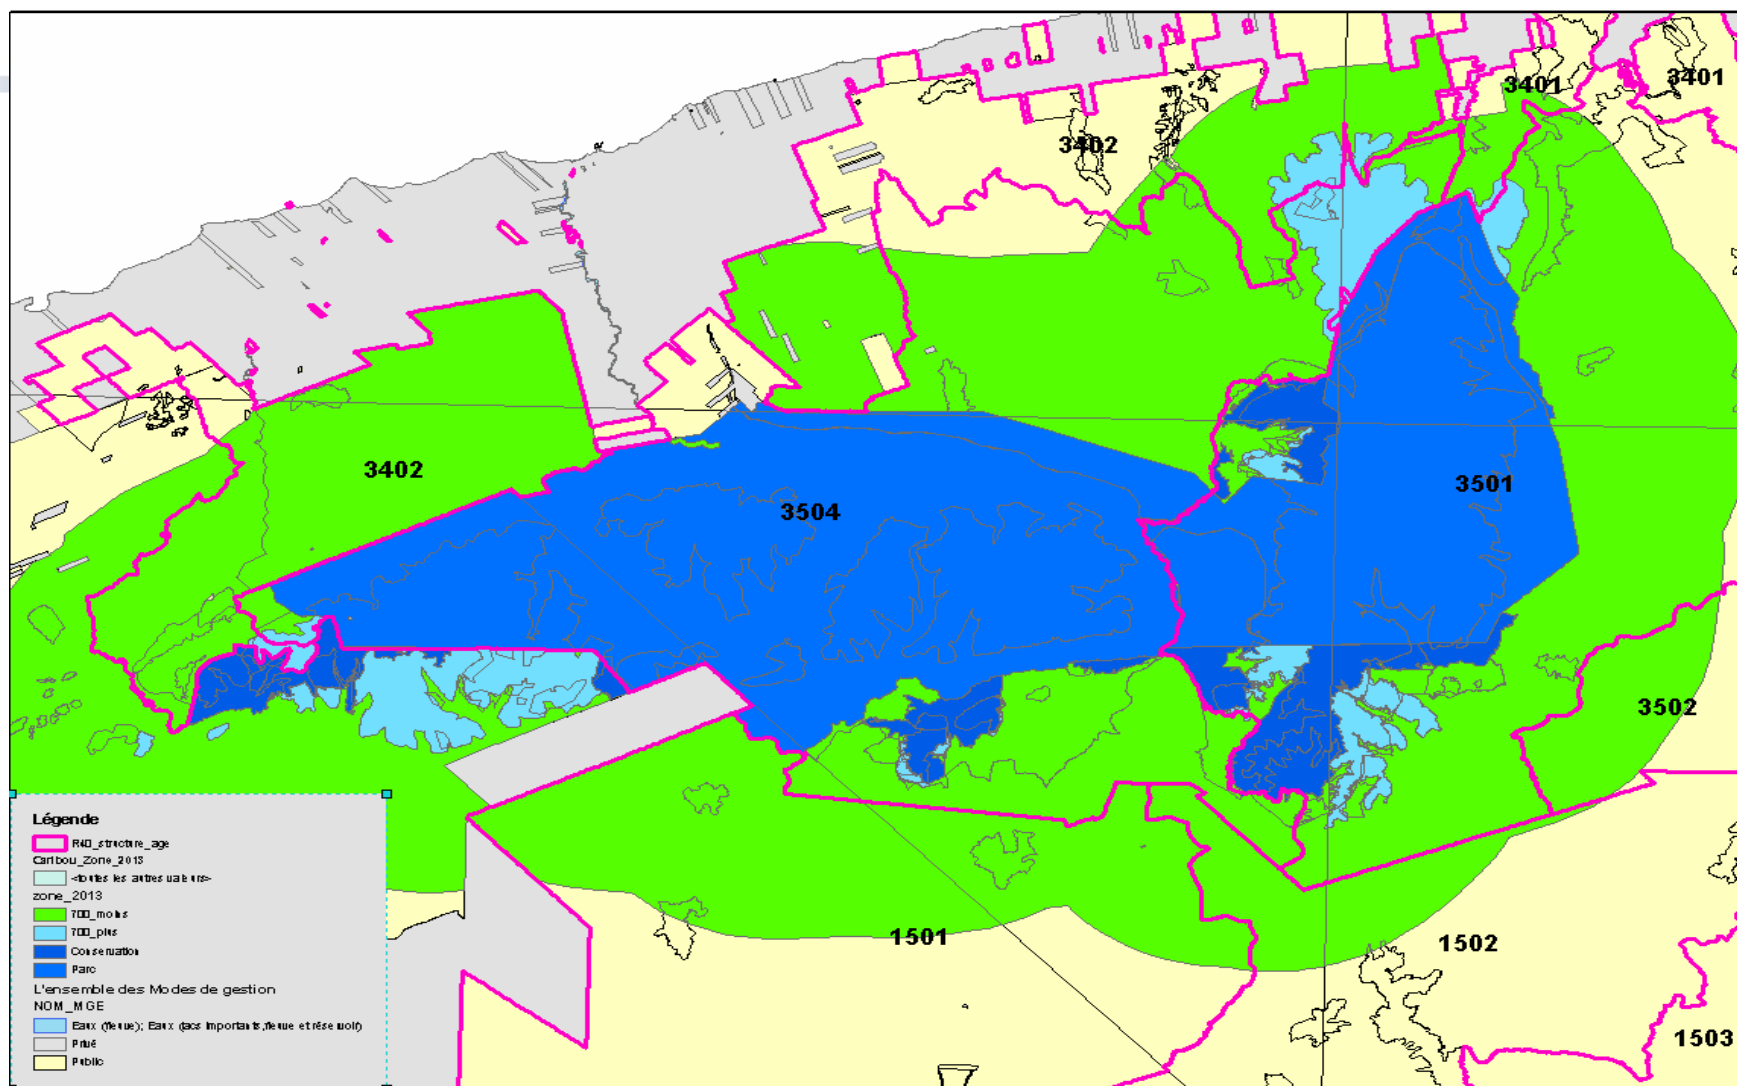 3401
3401
3402
3402
3501
3504
3502
1501
1502
1503
Légende
R40_structure_age
Caribou_Zone_2013
<toutes les autres valeurs>
zone_2013
700_moins
700_plus
Conservation
Parc
L'ensemble des Modes de gestion
NOM_MGE
Eaux (fleuve); Eaux (lacs importants,fleuve et réservoir)
Privé
Public